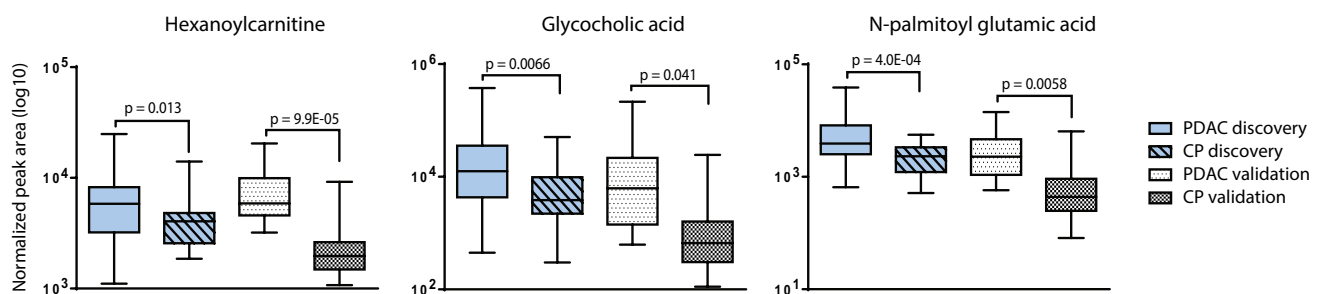 Hexanoylcarnitine
Glycocholic acid
N-palmitoyl glutamic acid
Normalized peak area (log10)
10^5
10^4
10^3
p = 0.013
p = 9.9E-05
10^6
10^4
10^2
p = 0.0066
p = 0.041
10^5
10^3
10^1
p = 4.0E-04
p = 0.0058
PDAC discovery
CP discovery
PDAC validation
CP validation